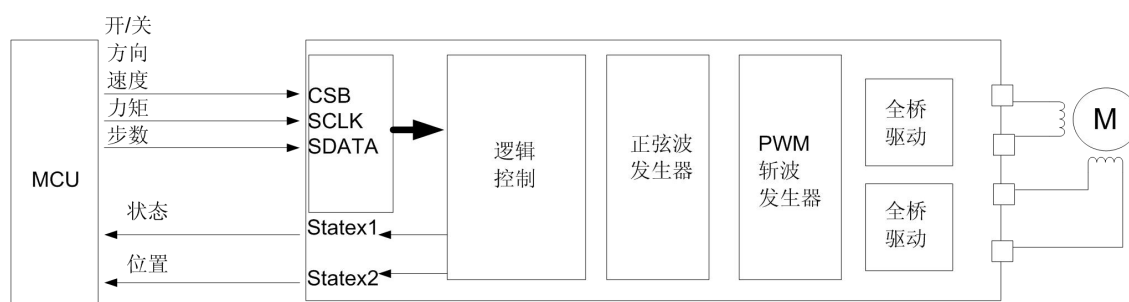 开/关
方向
速度
力矩
步数
MCU
状态
位置
CSB
SCLK
SDATA
Statex1
Statex2
逻辑
控制
正弦波
发生器
PWM
斩波
发生器
全桥
驱动
全桥
驱动
M